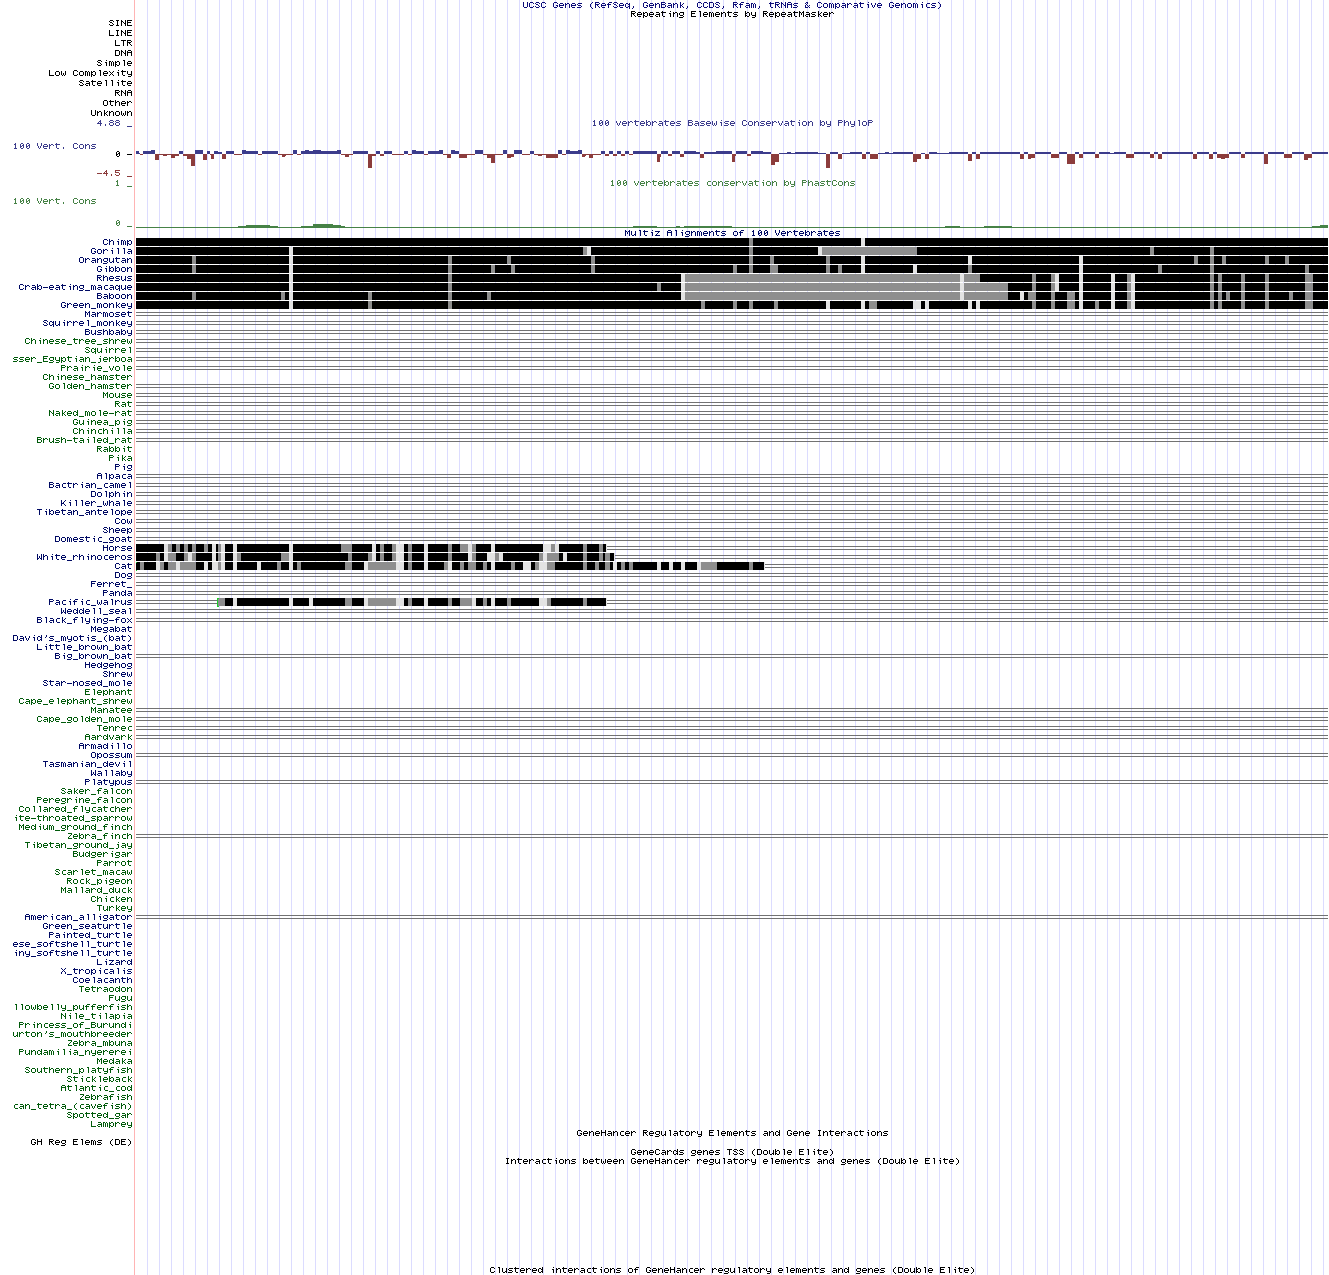 UCSC Genes (RefSeq, GenBank, CCDS, Rfam, tRNAs & Comparative Genomics)
Repeating Elements by RepeatMasker
SINE
LINE
LTR
DNA
Simple
Low Complexity
Satellite
RNA
Other
Unknown
4.88 _
100 vertebrates Basewise Conservation by PhyloP
100 Vert. Cons
0 _
-4.5 _
1 _
100 vertebrates conservation by PhastCons
100 Vert. Cons
0 _
Multiz Alignments of 100 Vertebrates
Chimp
Gorilla
Orangutan
Gibbon
Rhesus
Crab-eating_macaque
Baboon
Green_monkey
Marmoset
Squirrel_monkey
Bushbaby
Chinese_tree_shrew
Squirrel
sser_Egyptian_jerboa
Prairie_vole
Chinese_hamster
Golden_hamster
Mouse
Rat
Naked_mole-rat
Guinea_pig
Chinchilla
Brush-tailed_rat
Rabbit
Pika
Pig
Alpaca
Bactrian_camel
Dolphin
Killer_whale
Tibetan_antelope
Cow
Sheep
Domestic_goat
Horse
White_rhinoceros
Cat
Dog
Ferret_
Panda
Pacific_walrus
Weddell_seal
Black_flying-fox
Megabat
David's_myotis_(bat)
Little_brown_bat
Big_brown_bat
Hedgehog
Shrew
Star-nosed_mole
Elephant
Cape_elephant_shrew
Manatee
Cape_golden_mole
Tenrec
Aardvark
Armadillo
Opossum
Tasmanian_devil
Wallaby
Platypus
Saker_falcon
Peregrine_falcon
Collared_flycatcher
ite-throated_sparrow
Medium_ground_finch
Zebra_finch
Tibetan_ground_jay
Budgerigar
Parrot
Scarlet_macaw
Rock_pigeon
Mallard_duck
Chicken
Turkey
American_alligator
Green_seaturtle
Painted_turtle
ese_softshell_turtle
iny_softshell_turtle
Lizard
X_tropicalis
Coelacanth
Tetraodon
Fugu
llowbelly_pufferfish
Nile_tilapia
Princess_of_Burundi
urton's_mouthbreeder
Zebra_mbuna
Pundamilia_nyererei
Medaka
Southern_platyfish
Stickleback
Atlantic_cod
Zebrafish
can_tetra_(cavefish)
Spotted_gar
Lamprey
GeneHancer Regulatory Elements and Gene Interactions
GH Reg Elems (DE)
GeneCards genes TSS (Double Elite)
Interactions between GeneHancer regulatory elements and genes (Double Elite)
Clustered interactions of GeneHancer regulatory elements and genes (Double Elite)